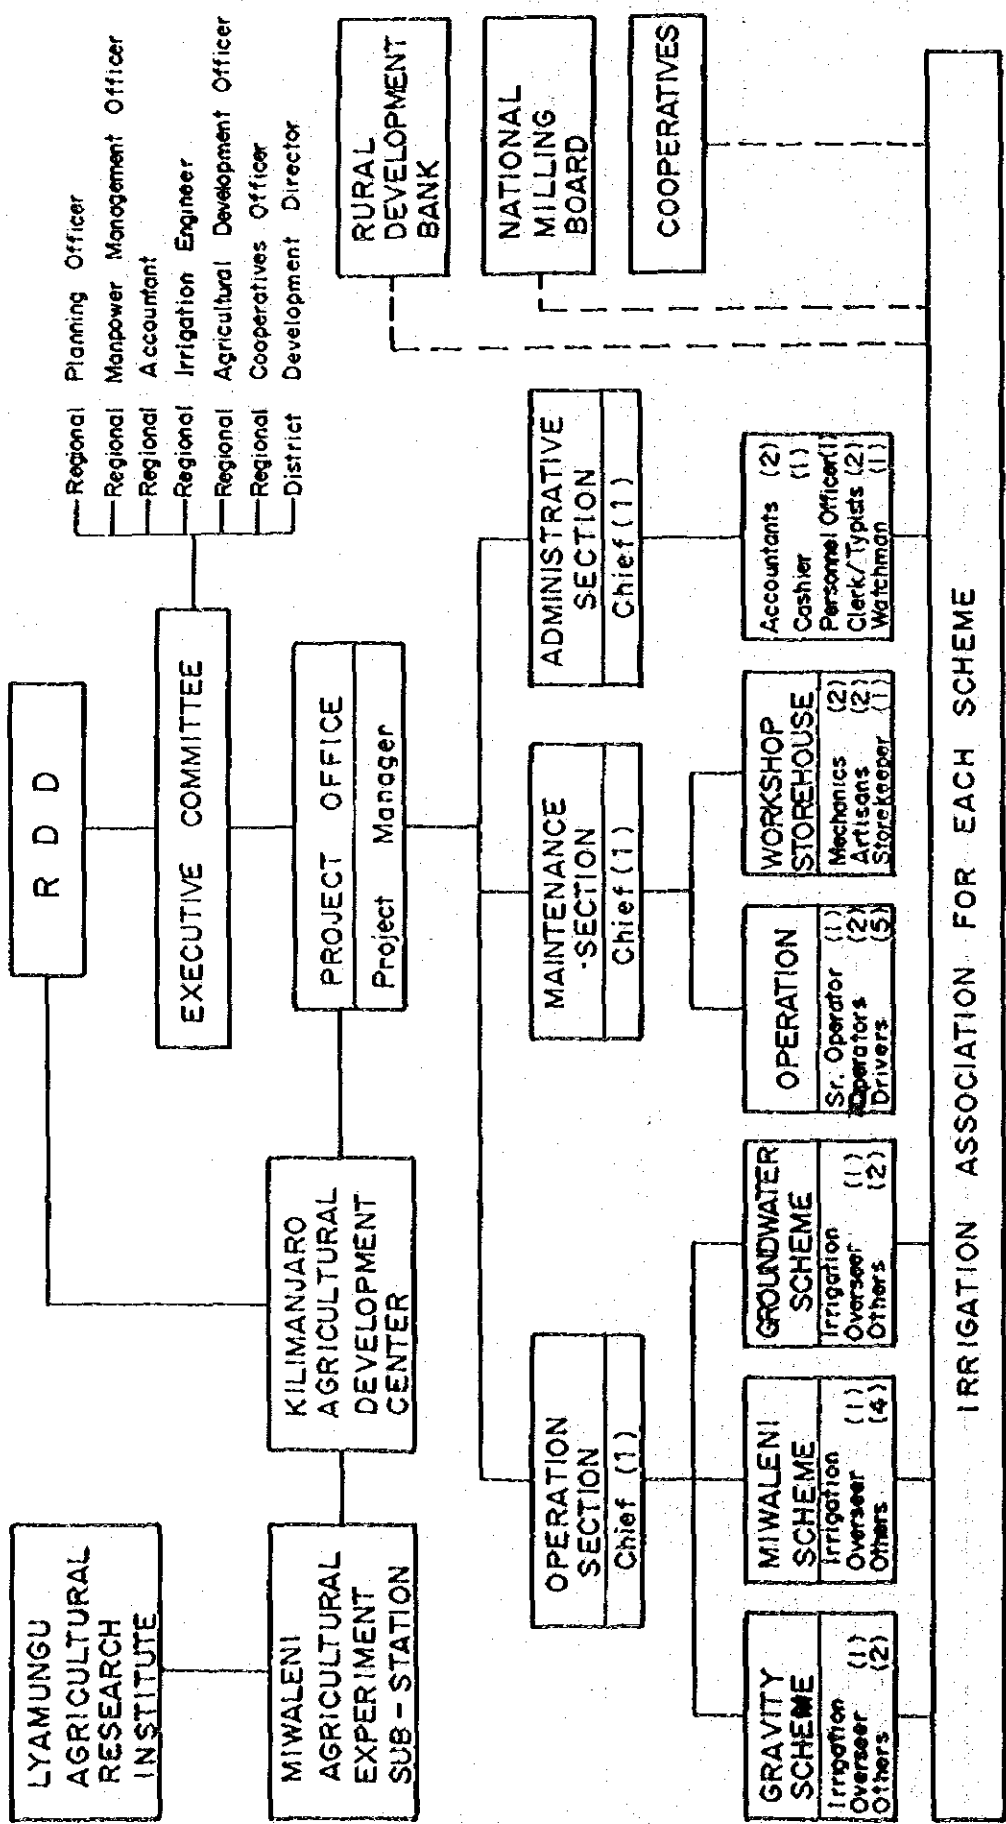 R D D
EXECUTIVE COMMITTEE
Regional Planning Officer
Regional Manpower Management Officer
Regional Accountant
Regional Irrigation Engineer
Regional Agricultural Development Officer
Regional Cooperatives Officer
District Development Director
LYAMUNGU
AGRICULTURAL
RESEARCH
INSTITUTE
MIWALENI
AGRICULTURAL
EXPERIMENT
SUB-STATION
KILIMANJARO
AGRICULTURAL
DEVELOPMENT
CENTER
PROJECT OFFICE
Project Manager
RURAL
DEVELOPMENT
BANK
NATIONAL
MILLING
BOARD
COOPERATIVES
OPERATION
SECTION
Chief (1)
MAINTENANCE
-SECTION
Chief (1)
ADMINISTRATIVE
SECTION
Chief (1)
GRAVITY
SCHEME
Irrigation
Overseer (1)
Others (2)
MIWALENI
SCHEME
Irrigation
Overseer (1)
Others (4)
GROUNDWATER
SCHEME
Irrigation
Overseer (1)
Others (2)
OPERATION
Sr. Operator (1)
Operators (2)
Drivers (5)
WORKSHOP
STOREHOUSE
Mechanics (2)
Artisans (2)
Storekeeper (1)
Accountants (2)
Cashier (1)
Personnel Officer(1)
Clerk/Typists (2)
Watchman (1)
IRRIGATION ASSOCIATION FOR EACH SCHEME